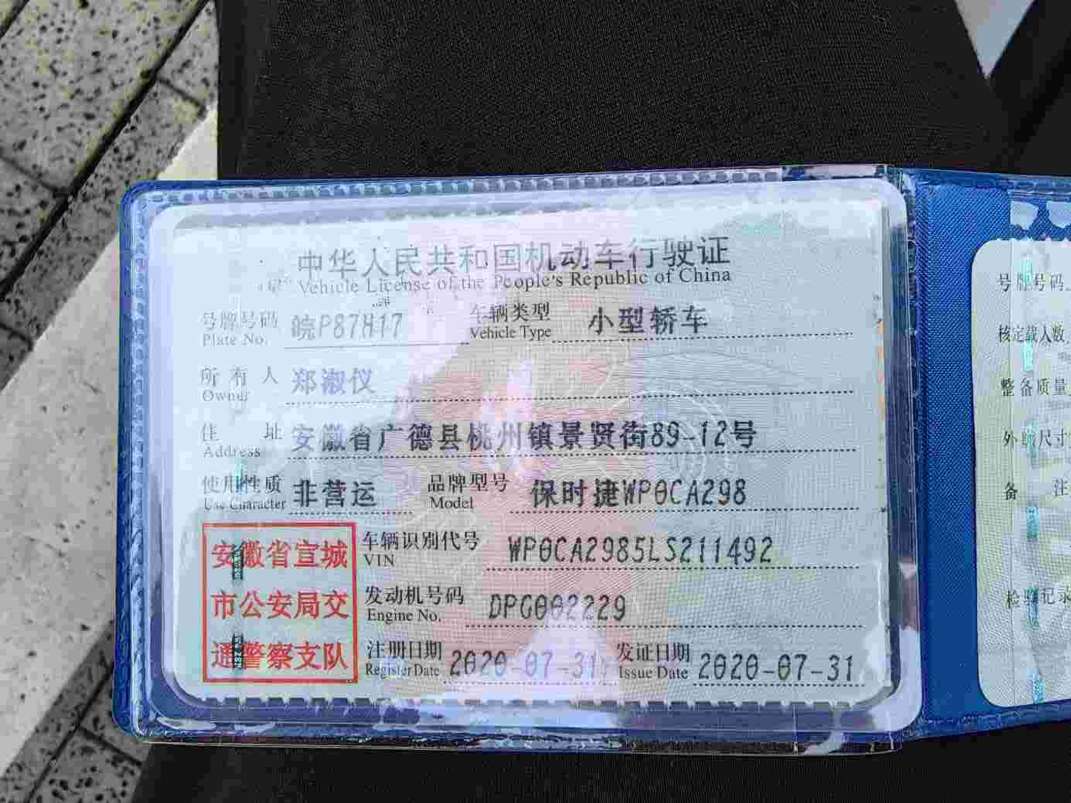 中华人民共和国机动车行驶证
Vehicle License of the People's Republic of China
号牌号码 皖P87H17 车辆类型 小型轿车
Plate No. Vehicle Type
所有人 郑淑仪
Owner
住址 安徽省广德县桃州镇景贤街89-12号
Address
使用性质 非营运 品牌型号 保时捷WP0CA298
Use Character Model
安徽省宣城
市公安局交
通警察支队
车辆识别代号 WP0CA2985LS211492
VIN
发动机号码 DPG002229
Engine No.
注册日期 2020-07-31 发证日期 2020-07-31
Register Date Issue Date
号牌号码
核定载人数
整备质量
外廓尺寸
备注
检验记录